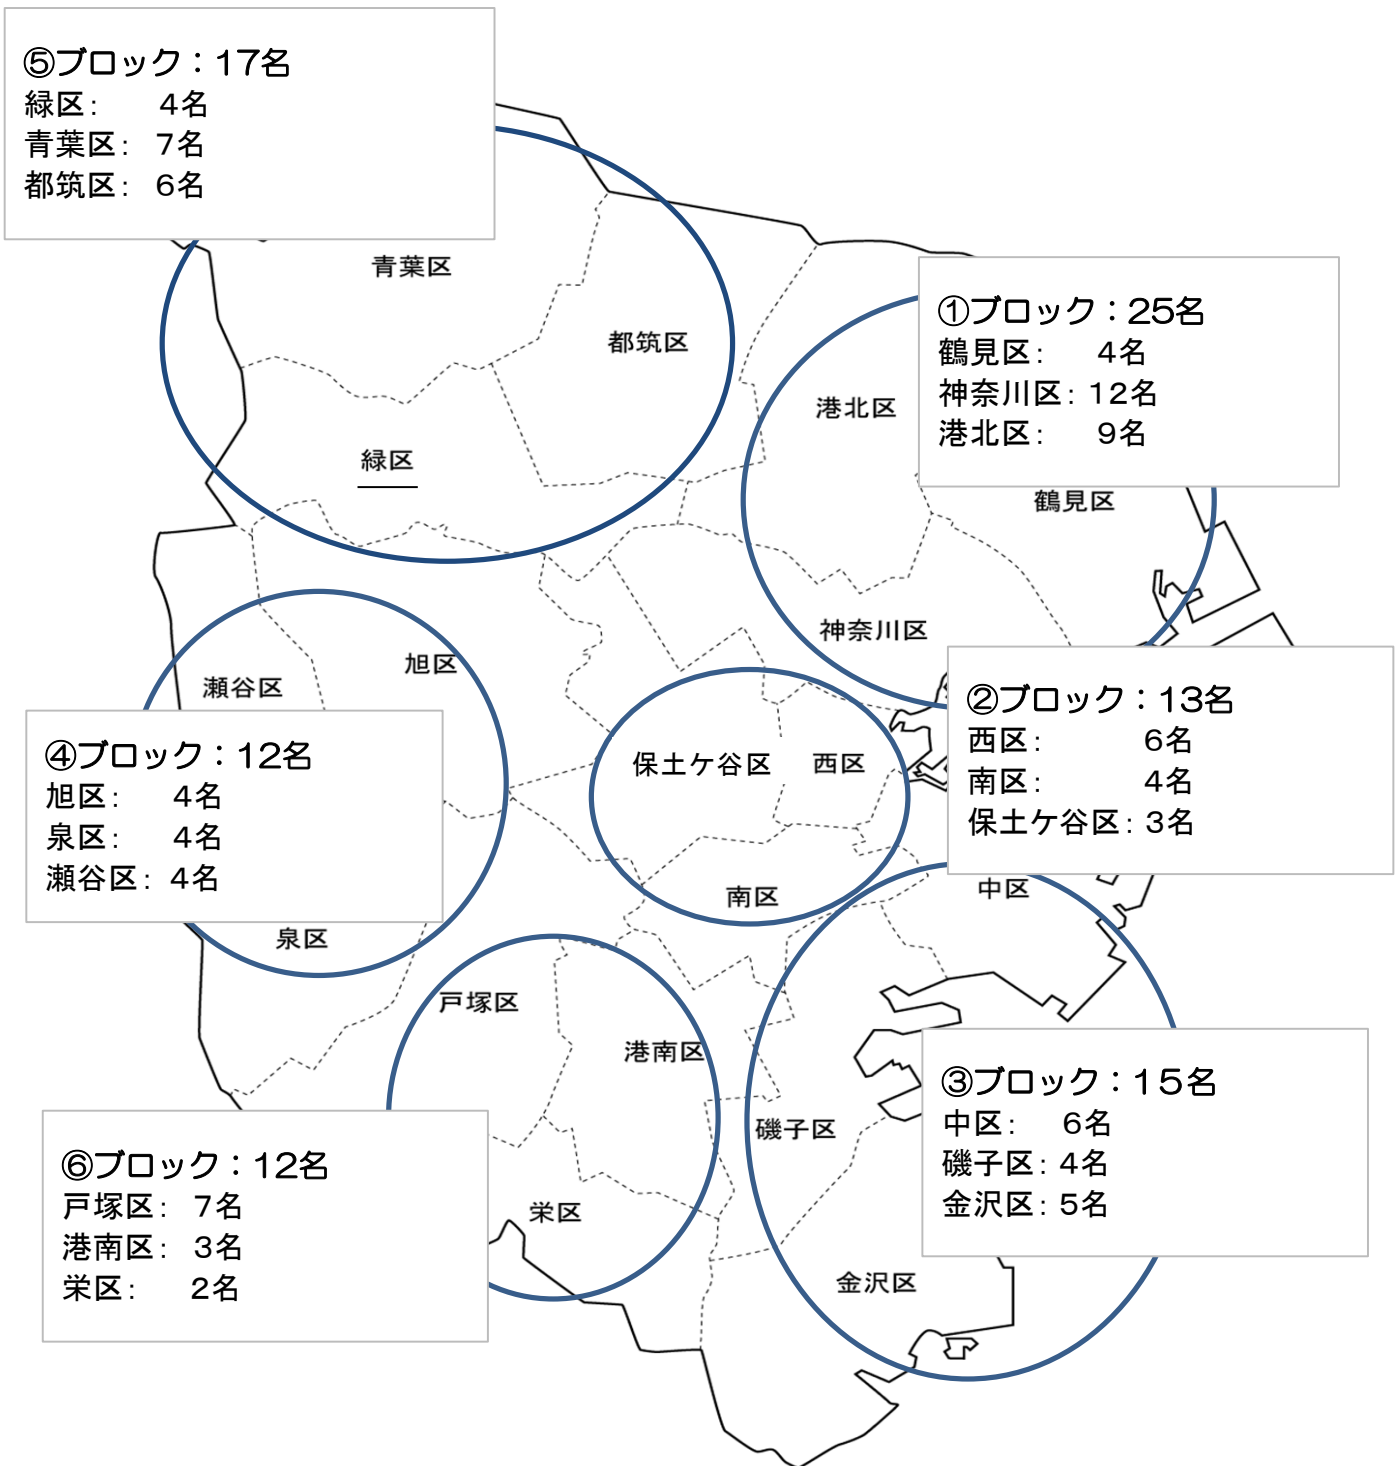 ⑤ブロック：17名
緑区：　4名
青葉区：　7名
都筑区：　6名
青葉区
都筑区
緑区
①ブロック：25名
鶴見区：　4名
神奈川区：12名
港北区：　9名
港北区
鶴見区
神奈川区
旭区
瀬谷区
④ブロック：12名
旭区：　4名
泉区：　4名
瀬谷区：4名
泉区
②ブロック：13名
西区：　6名
南区：　4名
保土ケ谷区：3名
保土ケ谷区
西区
南区
中区
③ブロック：15名
中区：　6名
磯子区：4名
金沢区：5名
戸塚区
港南区
磯子区
⑥ブロック：12名
戸塚区：　7名
港南区：　3名
栄区：　2名
栄区
金沢区